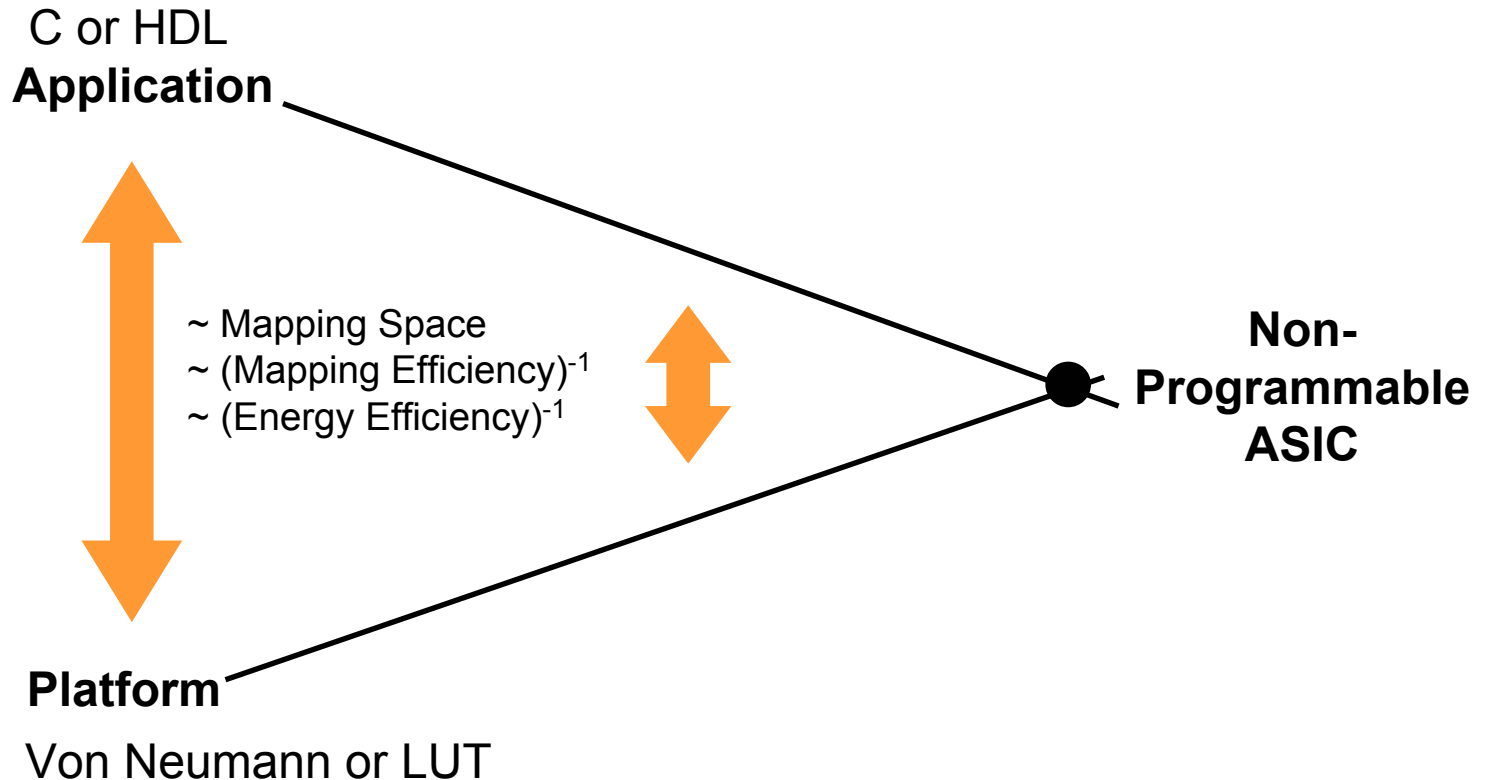 C or HDL
Application
~ Mapping Space
~ (Mapping Efficiency)⁻¹
~ (Energy Efficiency)⁻¹
Non-
Programmable
ASIC
Platform
Von Neumann or LUT